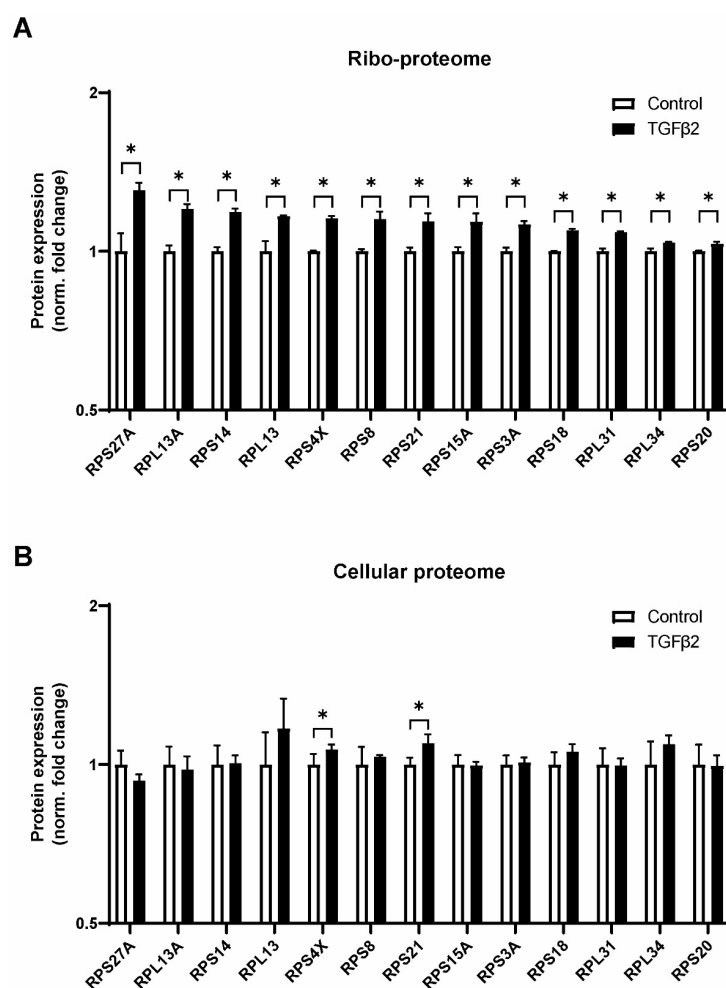 A
Ribo-proteome
2
Control
TGFβ2
Protein expression
(norm. fold change)
* * * * * * * * * * * * *
1
0.5
RPS27A RPL13A RPS14 RPL13 RPS4X RPS8 RPS21 RPS15A RPS3A RPS18 RPL31 RPL34 RPS20
B
Cellular proteome
2
Control
TGFβ2
Protein expression
(norm. fold change)
* *
1
0.5
RPS27A RPL13A RPS14 RPL13 RPS4X RPS8 RPS21 RPS15A RPS3A RPS18 RPL31 RPL34 RPS20